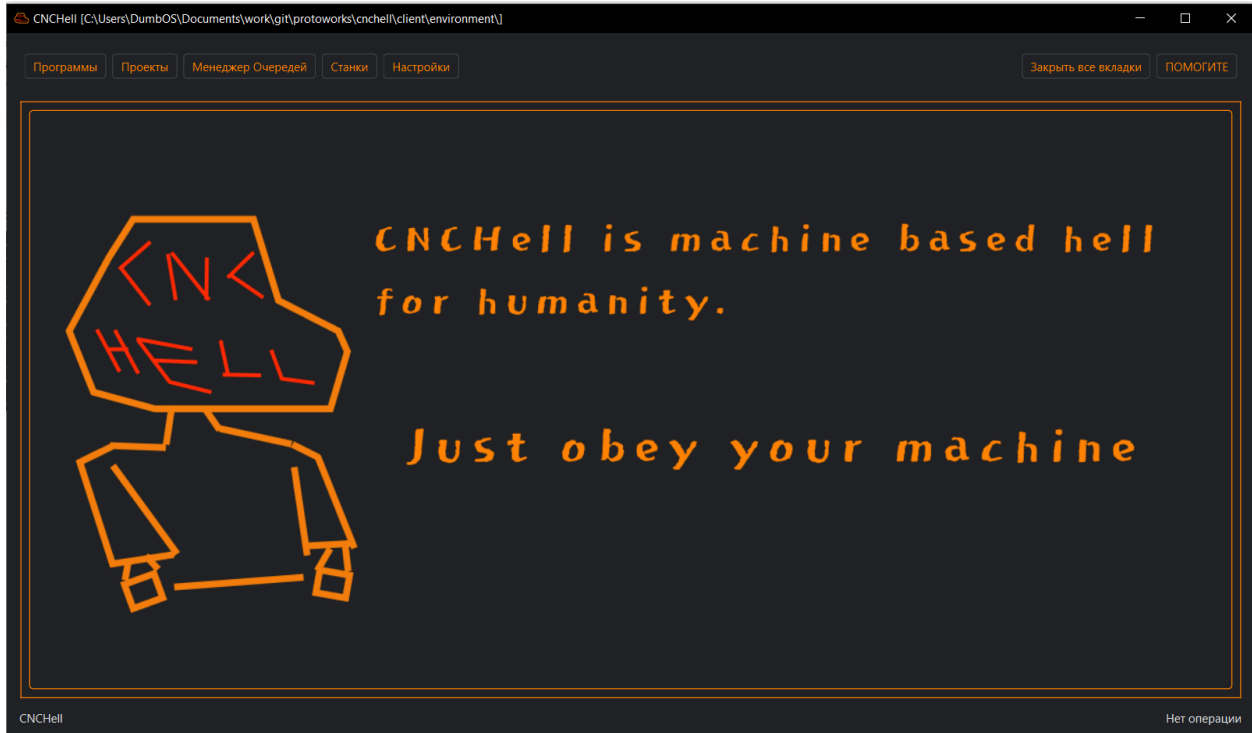 CNCHell [C:\Users\DumbOS\Documents\work\git\protoworks\cnchell\client\environment\]
Программы Проекты Менеджер Очередей Станки Настройки Закрыть все вкладки ПОМОГИТЕ
CNC
HELL
CNCHell is machine based hell
for humanity.
Just obey your machine
CNCHell Нет операции